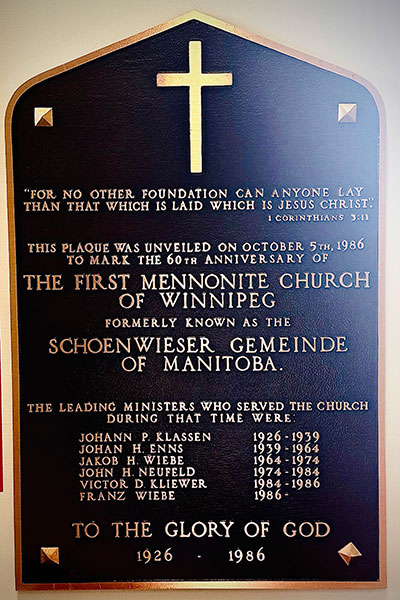 "FOR NO OTHER FOUNDATION CAN ANYONE LAY
THAN THAT WHICH IS LAID WHICH IS JESUS CHRIST."
1 CORINTHIANS 3:11
THIS PLAQUE WAS UNVEILED ON OCTOBER 5TH, 1986
TO MARK THE 60TH ANNIVERSARY OF
THE FIRST MENNONITE CHURCH
OF WINNIPEG
FORMERLY KNOWN AS THE
SCHOENWIESER GEMEINDE
OF MANITOBA.
THE LEADING MINISTERS WHO SERVED THE CHURCH
DURING THAT TIME WERE:
JOHANN P. KLASSEN 1926-1939
JOHAN H. ENNS 1939-1964
JAKOB H. WIEBE 1964-1974
JOHN H. NEUFELD 1974-1984
VICTOR D. KLIEWER 1984-1986
FRANZ WIEBE 1986-
TO THE GLORY OF GOD
1926 - 1986